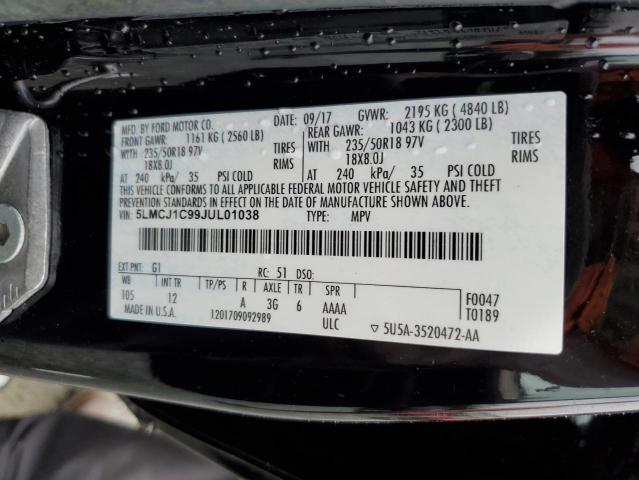 MFD. BY FORD MOTOR CO. DATE: 09/17 GVWR: 2195 KG ( 4840 LB)
FRONT GAWR: 1161 KG ( 2560 LB) REAR GAWR: 1043 KG ( 2300 LB)
WITH 235/50R18 97V TIRES WITH 235/50R18 97V TIRES
18X8.0J RIMS 18X8.0J RIMS
AT 240 kPa/ 35 PSI COLD AT 240 kPa/ 35 PSI COLD
THIS VEHICLE CONFORMS TO ALL APPLICABLE FEDERAL MOTOR VEHICLE SAFETY AND THEFT
PREVENTION STANDARDS IN EFFECT ON THE DATE OF MANUFACTURE SHOWN ABOVE.
VIN: 5LMCJ1C99JUL01038 TYPE: MPV
EXT PNT: G1 RC: 51 DSO:
WB INT TR TP/PS R AXLE TR SPR F0047
105 12 A 3G 6 AAAA T0189
MADE IN U.S.A. 1201709092989 ULC 5U5A-3520472-AA